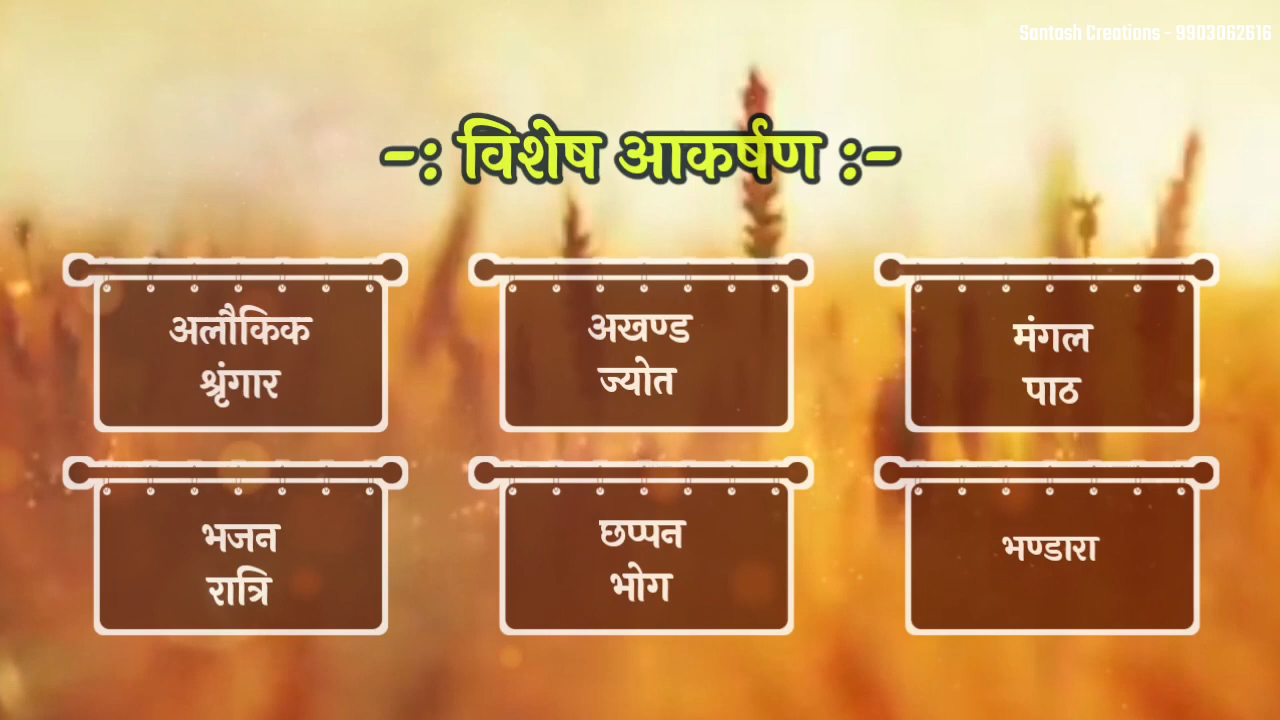 Santosh Creations - 9903062616
-: विशेष आकर्षण :-
अलौकिक
श्रृंगार
अखण्ड
ज्योत
मंगल
पाठ
भजन
रात्रि
छप्पन
भोग
भण्डारा